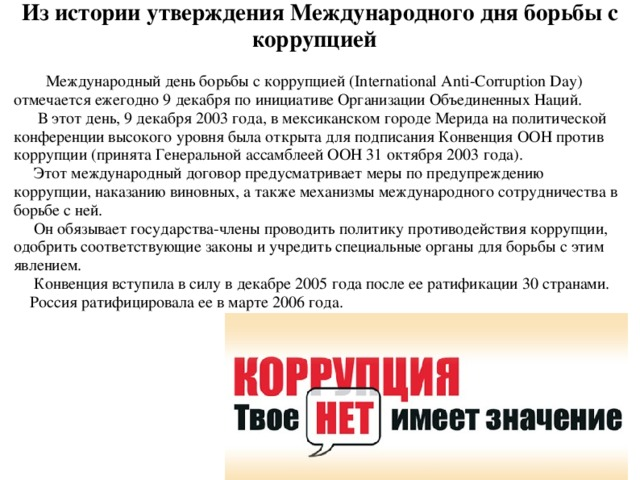 Из истории утверждения Международного дня борьбы с
коррупцией
Международный день борьбы с коррупцией (International Anti-Corruption Day)
отмечается ежегодно 9 декабря по инициативе Организации Объединенных Наций.
В этот день, 9 декабря 2003 года, в мексиканском городе Мерида на политической
конференции высокого уровня была открыта для подписания Конвенция ООН против
коррупции (принята Генеральной ассамблеей ООН 31 октября 2003 года).
Этот международный договор предусматривает меры по предупреждению
коррупции, наказанию виновных, а также механизмы международного сотрудничества в
борьбе с ней.
Он обязывает государства-члены проводить политику противодействия коррупции,
одобрить соответствующие законы и учредить специальные органы для борьбы с этим
явлением.
Конвенция вступила в силу в декабре 2005 года после ее ратификации 30 странами.
Россия ратифицировала ее в марте 2006 года.
КОРРУПЦИЯ
Твое НЕТ имеет значение